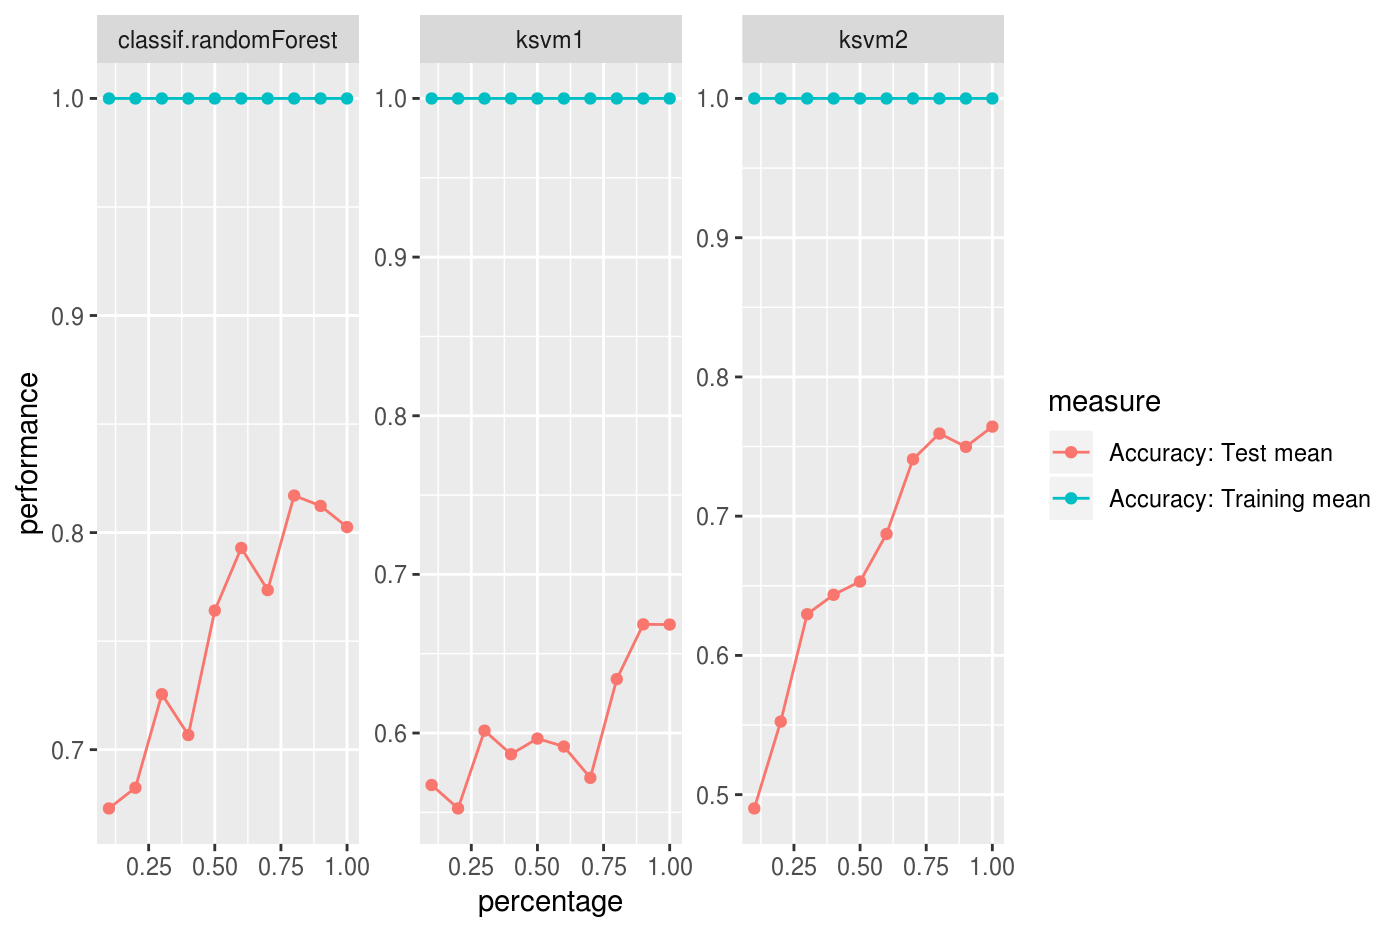 classif.randomForest
ksvm1
ksvm2
performance
1.0
0.9
0.8
0.7
1.0
0.9
0.8
0.7
0.6
1.0
0.9
0.8
0.7
0.6
0.5
0.25 0.50 0.75 1.00
0.25 0.50 0.75 1.00
0.25 0.50 0.75 1.00
percentage
measure
Accuracy: Test mean
Accuracy: Training mean